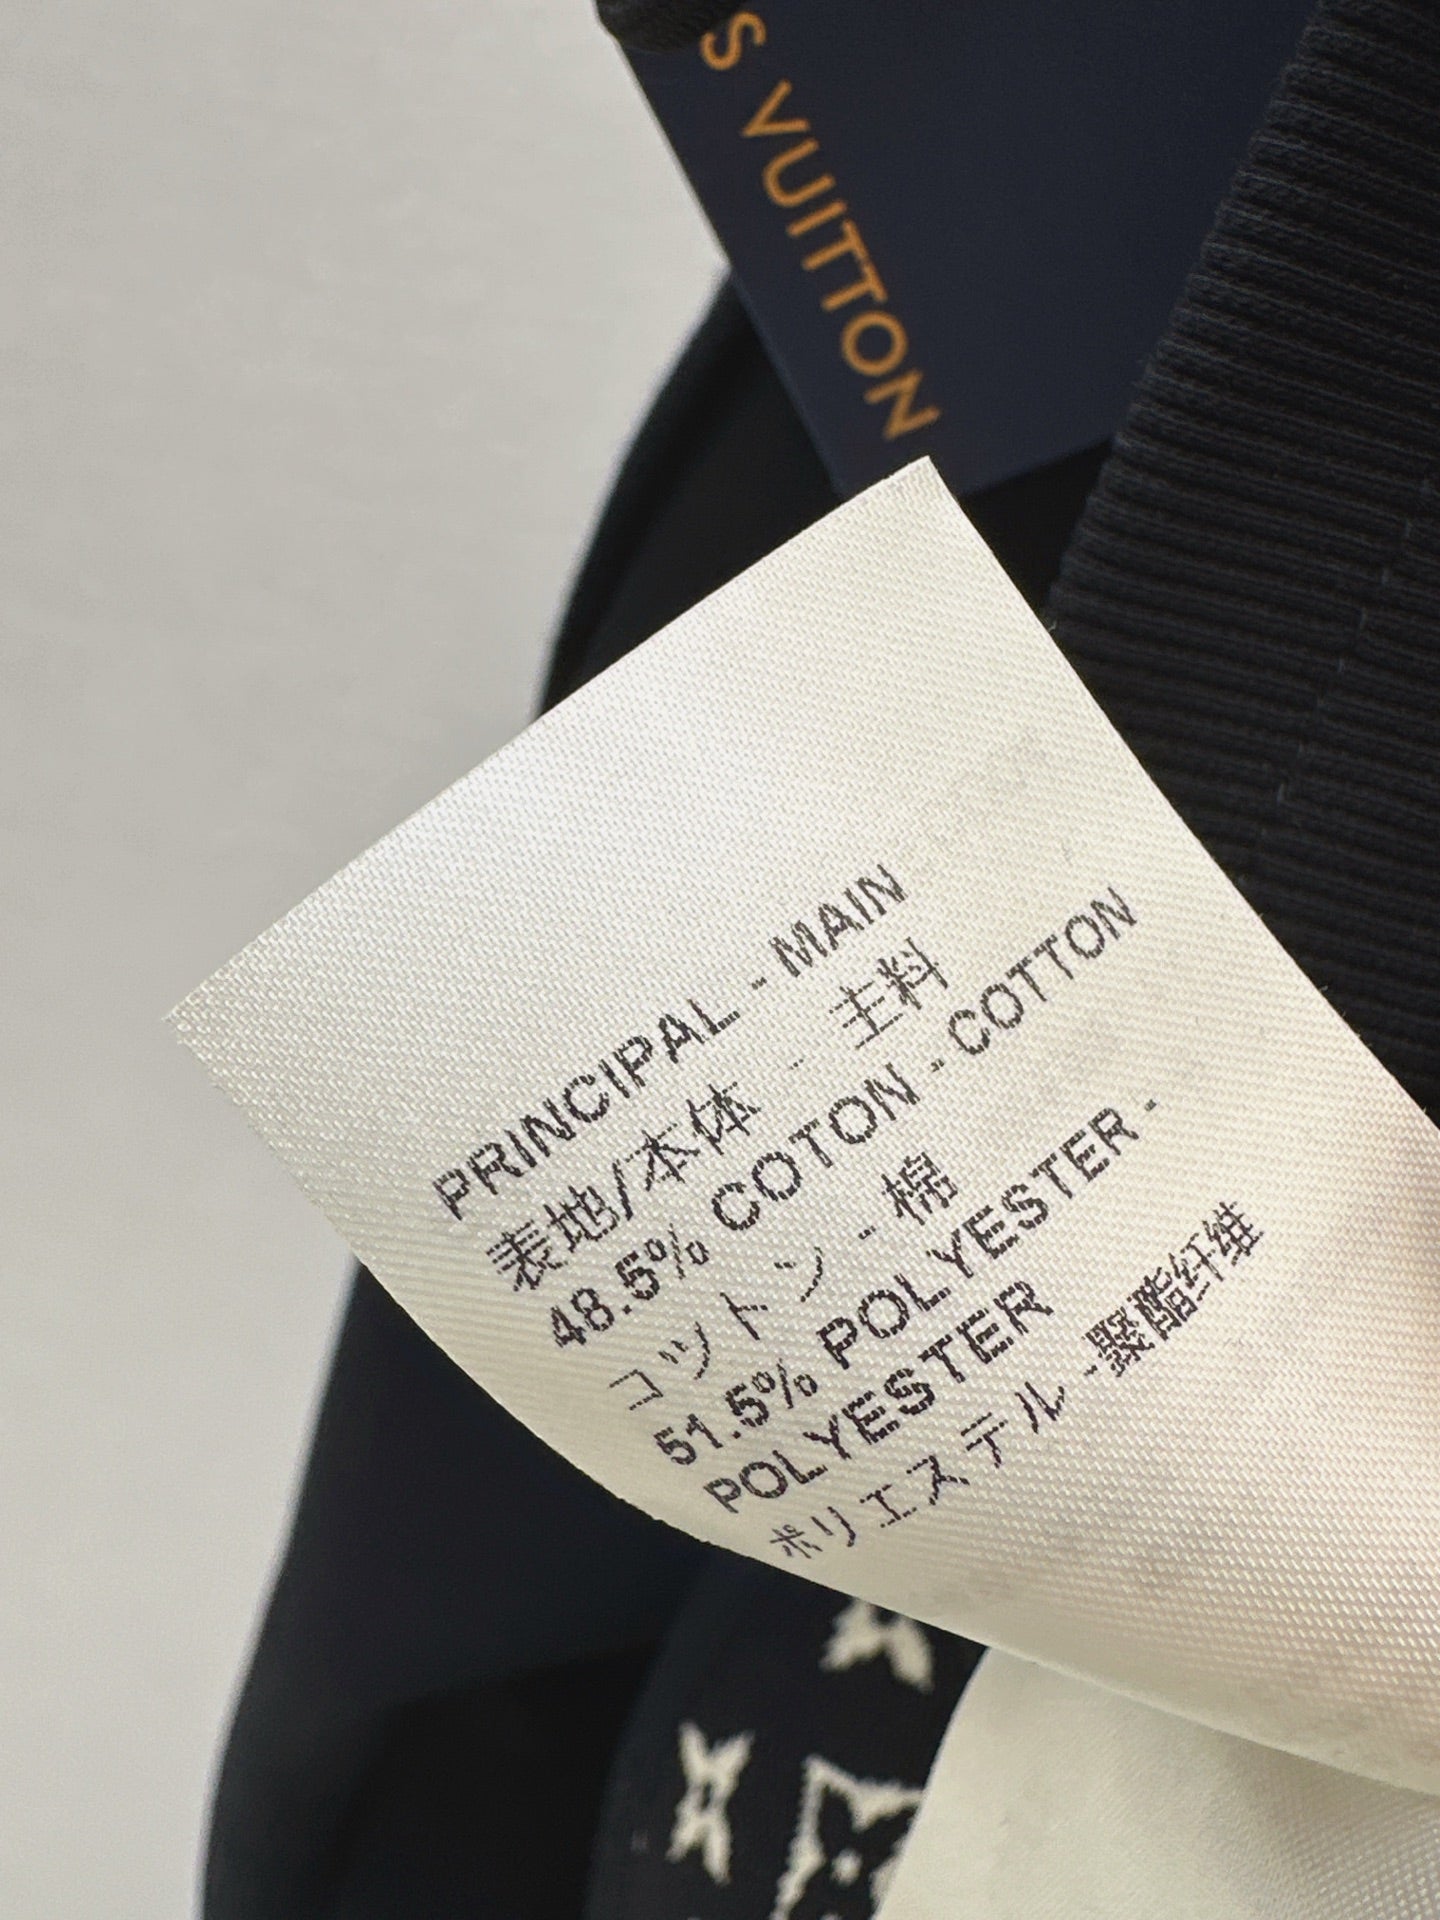 S VUITTON
PRINCIPAL - MAIN
表地/本体 - 主料
48.5% COTON - COTTON
コットン - 棉
51.5% POLYESTER -
POLYESTER
ポリエステル - 聚酯纤维